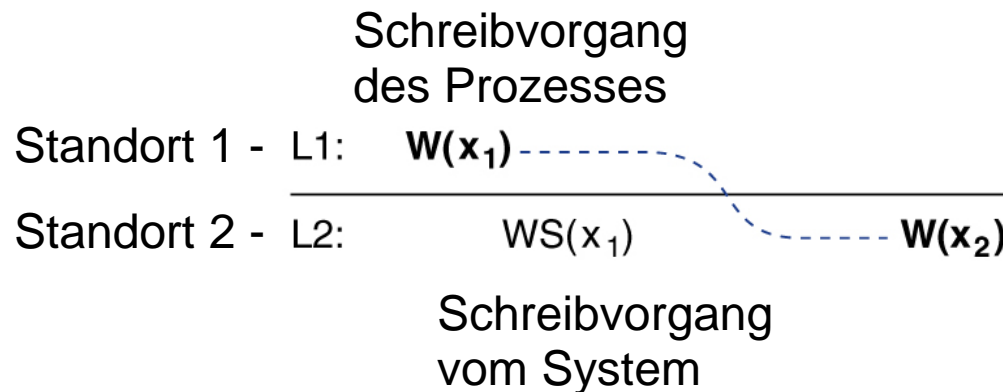 Schreibvorgang
des Prozesses
Standort 1 - L1: W(x₁)
Standort 2 - L2: WS(x₁) W(x₂)
Schreibvorgang
vom System